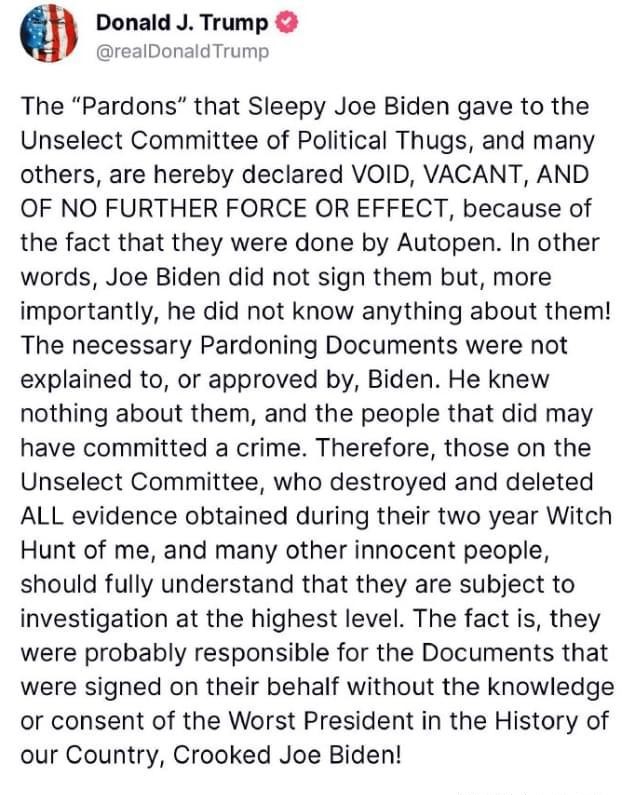 Donald J. Trump
@realDonaldTrump
The “Pardons” that Sleepy Joe Biden gave to the
Unselect Committee of Political Thugs, and many
others, are hereby declared VOID, VACANT, AND
OF NO FURTHER FORCE OR EFFECT, because of
the fact that they were done by Autopen. In other
words, Joe Biden did not sign them but, more
importantly, he did not know anything about them!
The necessary Pardoning Documents were not
explained to, or approved by, Biden. He knew
nothing about them, and the people that did may
have committed a crime. Therefore, those on the
Unselect Committee, who destroyed and deleted
ALL evidence obtained during their two year Witch
Hunt of me, and many other innocent people,
should fully understand that they are subject to
investigation at the highest level. The fact is, they
were probably responsible for the Documents that
were signed on their behalf without the knowledge
or consent of the Worst President in the History of
our Country, Crooked Joe Biden!